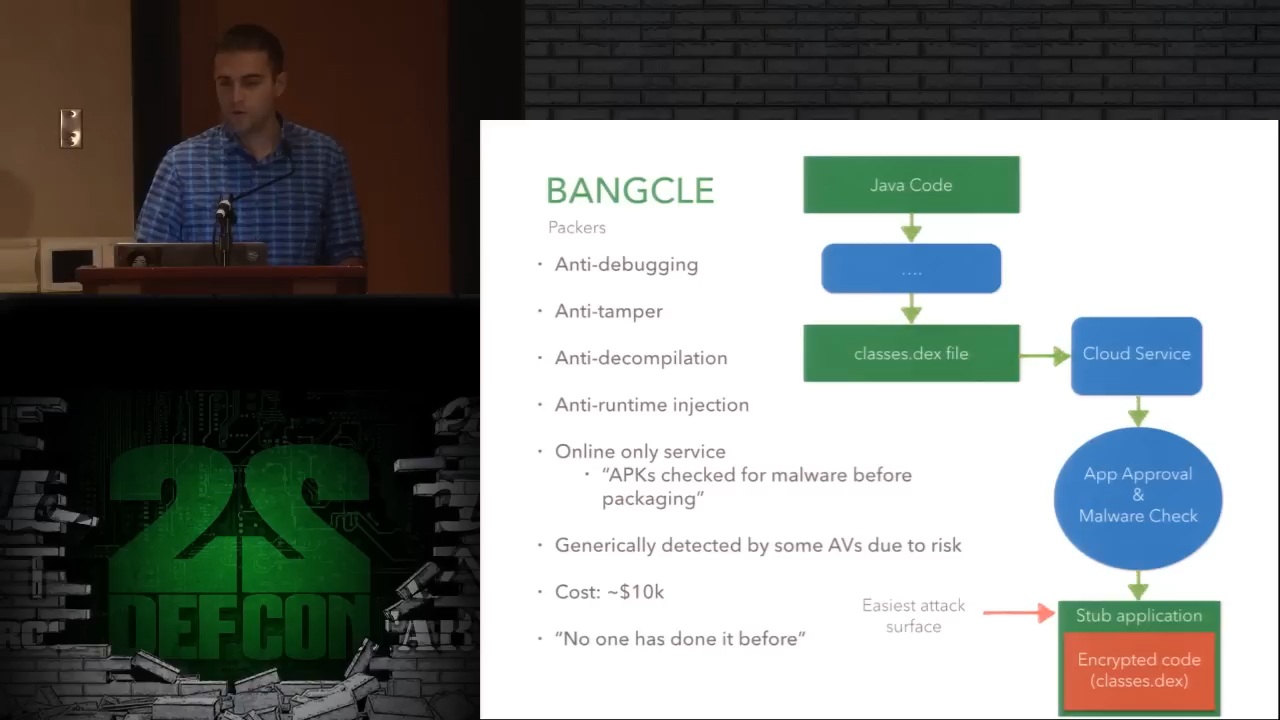 BANGCLE
Packers
· Anti-debugging
· Anti-tamper
· Anti-decompilation
· Anti-runtime injection
· Online only service
· “APKs checked for malware before
packaging”
· Generically detected by some AVs due to risk
· Cost: ~$10k
· “No one has done it before”
Java Code
....
classes.dex file
Cloud Service
App Approval
&
Malware Check
Easiest attack
surface
Stub application
Encrypted code
(classes.dex)
22
DEFCON